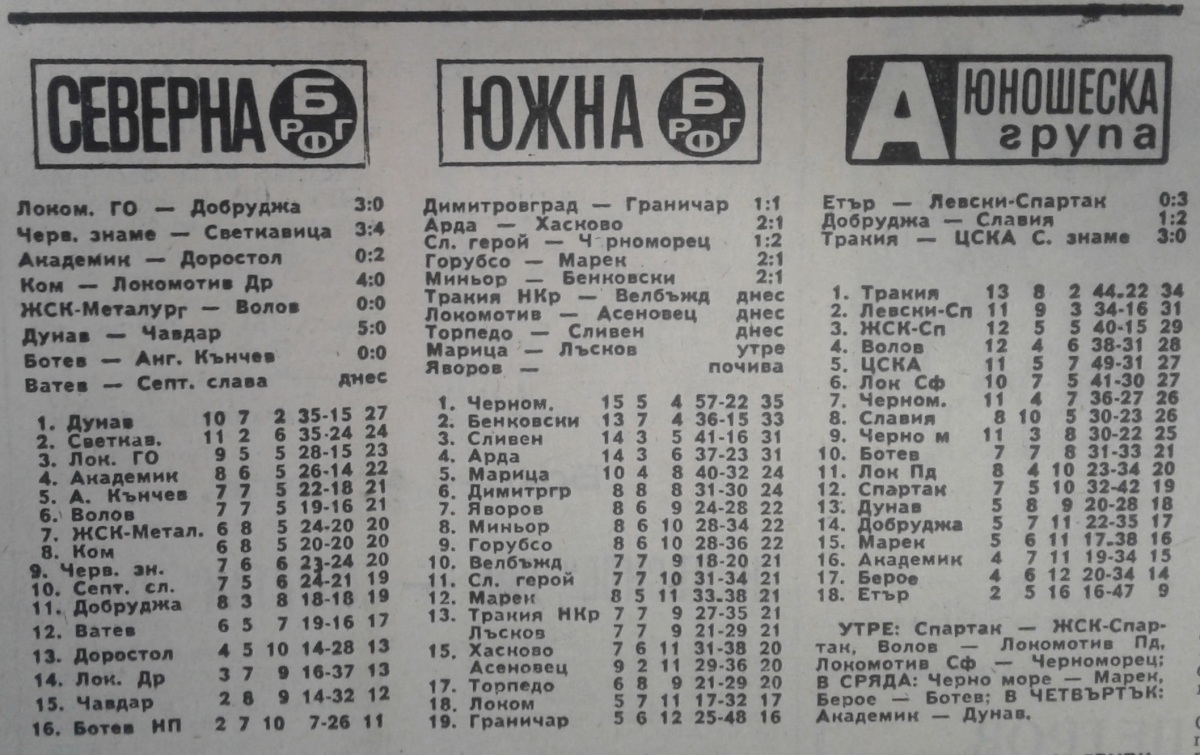 СЕВЕРНА Б РФГ
Локом. ГО — Добруджа 3:0
Черв. знаме — Светкавица 3:4
Академик — Доростол 0:2
Ком — Локомотив Др 4:0
ЖСК-Металург — Волов 0:0
Дунав — Чавдар 5:0
Ботев — Анг. Кънчев 0:0
Ватев — Септ. слава днес
1. Дунав 10 7 2 35-15 27
2. Светкав. 11 2 6 35-24 24
3. Лок. ГО 9 5 5 28-15 23
4. Академик 8 6 5 26-14 22
5. А. Кънчев 7 7 5 22-18 21
6. Волов 7 7 5 19-16 21
7. ЖСК-Метал. 6 8 5 24-20 20
8. Ком 6 8 5 20-20 20
9. Черв. зн. 7 6 6 23-24 20
10. Септ. сл. 7 5 6 24-21 19
11. Добруджа 8 3 8 18-18 19
12. Ватев 6 5 7 19-16 17
13. Доростол 4 5 10 14-28 13
14. Лок. Др 3 7 9 16-37 13
15. Чавдар 2 8 9 14-32 12
16. Ботев НП 2 7 10 7-26 11
ЮЖНА Б РФГ
Димитровград — Граничар 1:1
Арда — Хасково 2:1
Сл. герой — Ч рноморец 1:2
Горубсо — Марек 2:1
Миньор — Бенковски 2:1
Тракия НКр — Велбъжд днес
Локомотив — Асеновец днес
Торпедо — Сливен днес
Марица — Лъсков утре
Яворов — почива
1. Черном. 15 5 4 57-22 35
2. Бенковски 13 7 4 36-15 33
3. Сливен 14 3 5 41-16 31
4. Арда 14 3 6 37-23 31
5. Марица 10 4 8 40-32 24
6. Димитргр 8 8 8 31-30 24
7. Яворов 8 6 9 24-28 22
8. Миньор 8 6 10 28-34 22
9. Горубсо 8 6 10 28-36 22
10. Велбъжд 7 7 9 18-20 21
11. Сл. герой 7 7 10 31-34 21
12. Марек 8 5 11 33.38 21
13. Тракия НКр 7 7 9 27-35 21
Лъсков 7 7 9 21-29 21
15. Хасково 7 6 11 31-38 20
Асеновец 9 2 11 29-36 20
17. Торпедо 6 8 9 21-29 20
18. Локом 5 7 11 17-32 17
19. Граничар 5 6 12 25-48 16
А ЮНОШЕСКА
група
Етър — Левски-Спартак 0:3
Добруджа — Славия 1:2
Тракия — ЦСКА С. знаме 3:0
1. Тракия 13 8 2 44-22 34
2. Левски-Сп 11 9 3 34-16 31
3. ЖСК-Сп 12 5 5 40-15 29
4. Волов 12 4 6 38-31 28
5. ЦСКА 11 5 7 49-31 27
6. Лок Сф 10 7 5 41-30 27
7. Черном. 11 4 7 36-27 26
8. Славия 8 10 5 30-23 26
9. Черно м 11 3 8 30-22 25
10. Ботев 7 7 8 31-33 21
11. Лок Пд 8 4 10 23-34 20
12. Спартак 7 5 10 32-42 19
13. Дунав 5 8 9 20-28 18
14. Добруджа 5 7 11 22-35 17
15. Марек 5 6 11 17-38 16
16. Академик 4 7 11 19-34 15
17. Берое 4 6 12 20-34 14
18. Етър 2 5 16 16-47 9
УТРЕ: Спартак — ЖСК-Спар-
так, Волов — Локомотив Пд,
Локомотив Сф — Черноморец;
В СРЯДА: Черно море — Марек,
Берое — Ботев; В ЧЕТВЪРТЪК:
Академик — Дунав.